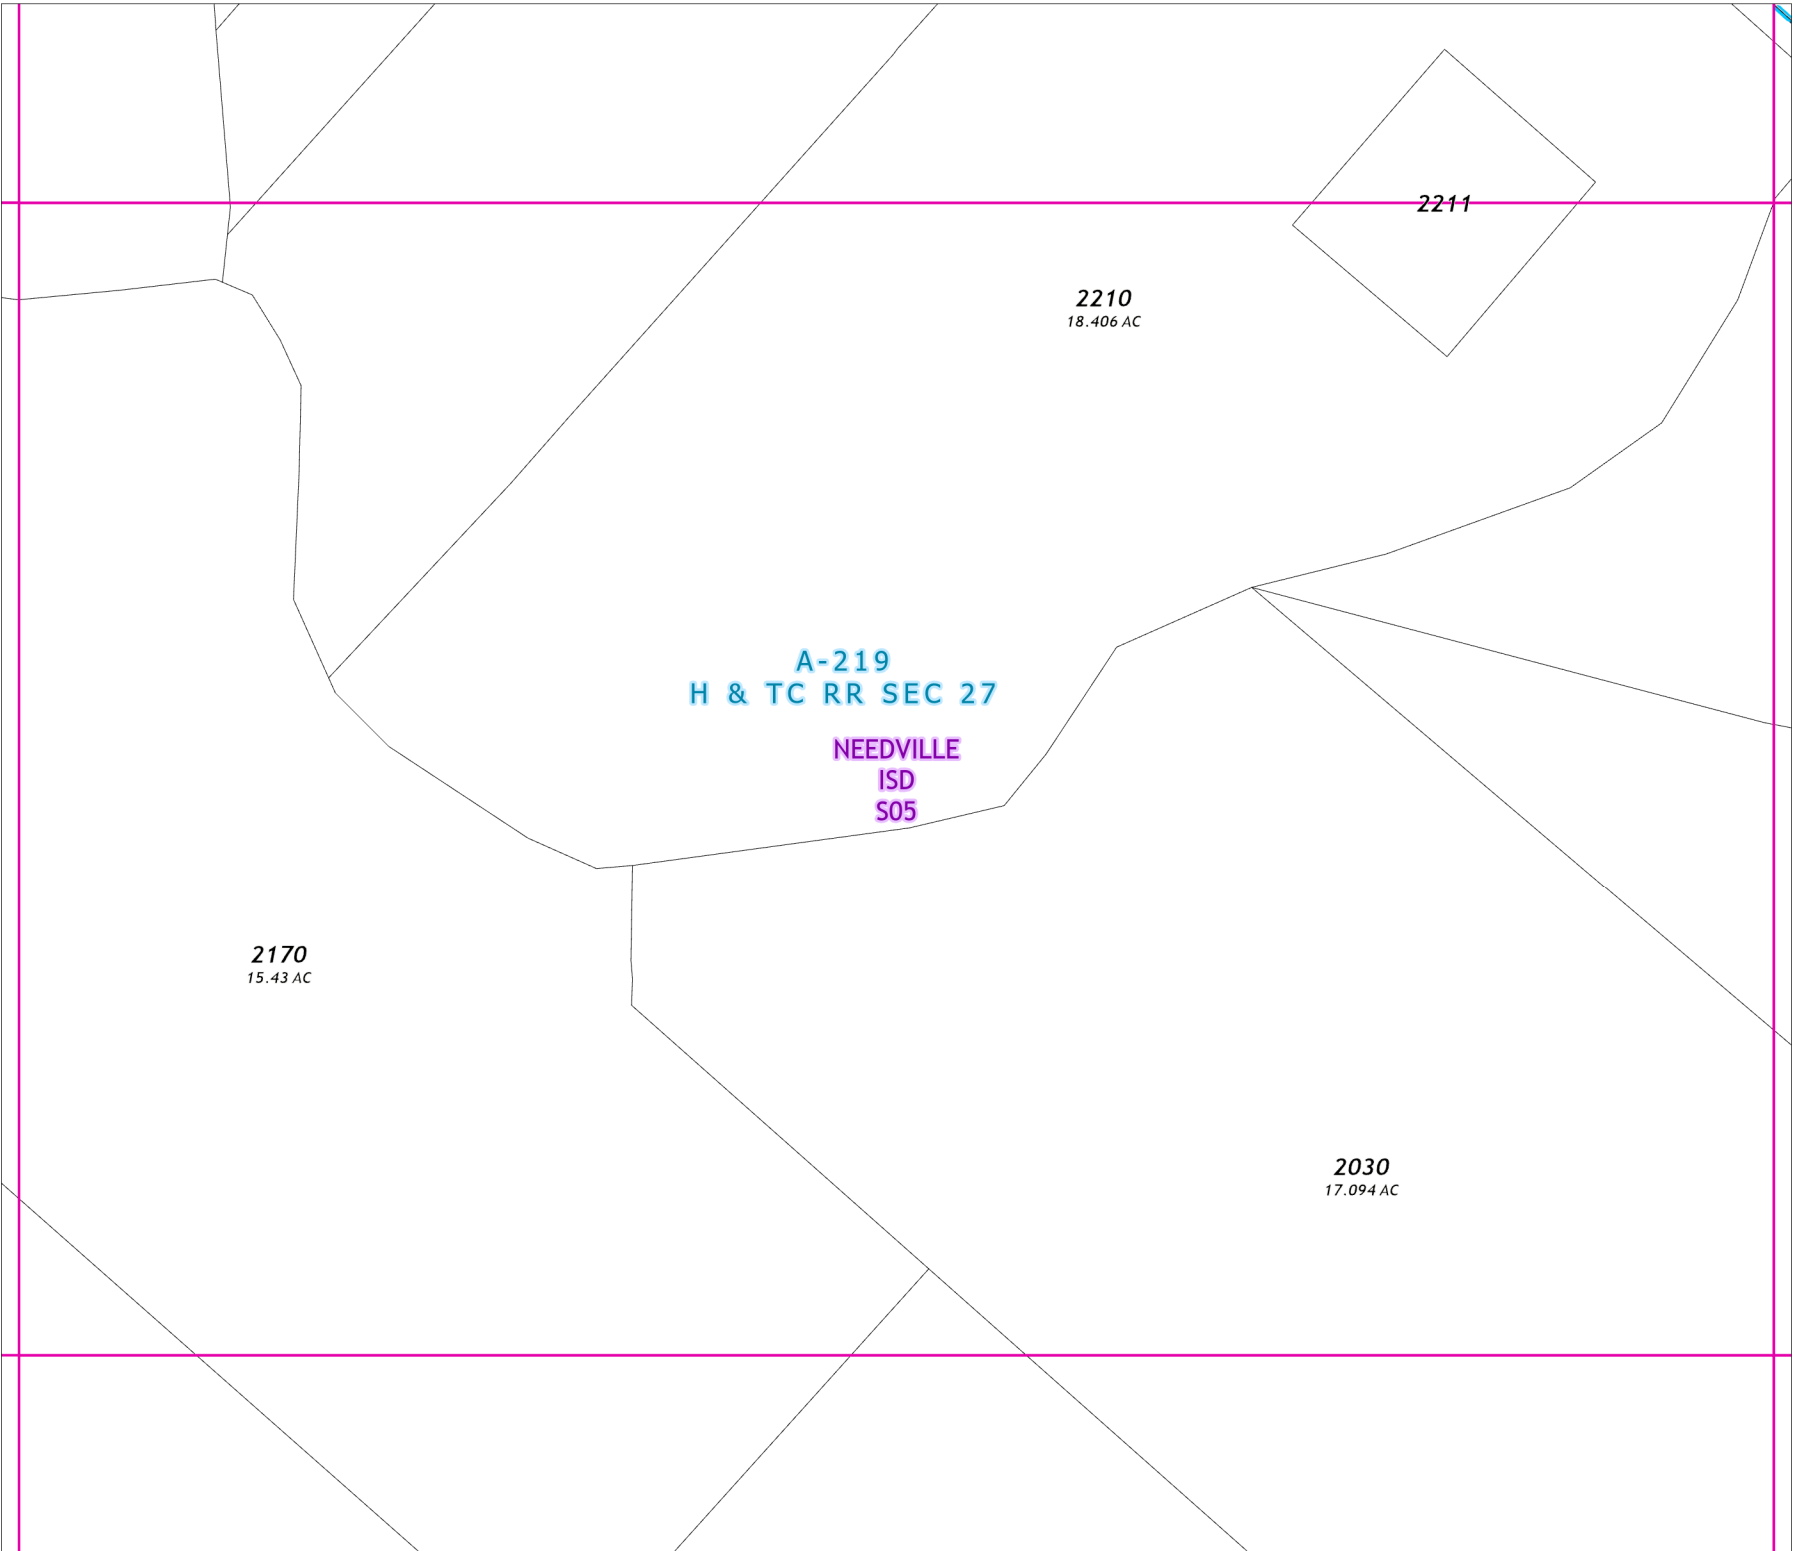 2211
2210
18.406 AC
A-219
H & TC RR SEC 27
NEEDVILLE
ISD
S05
2170
15.43 AC
2030
17.094 AC